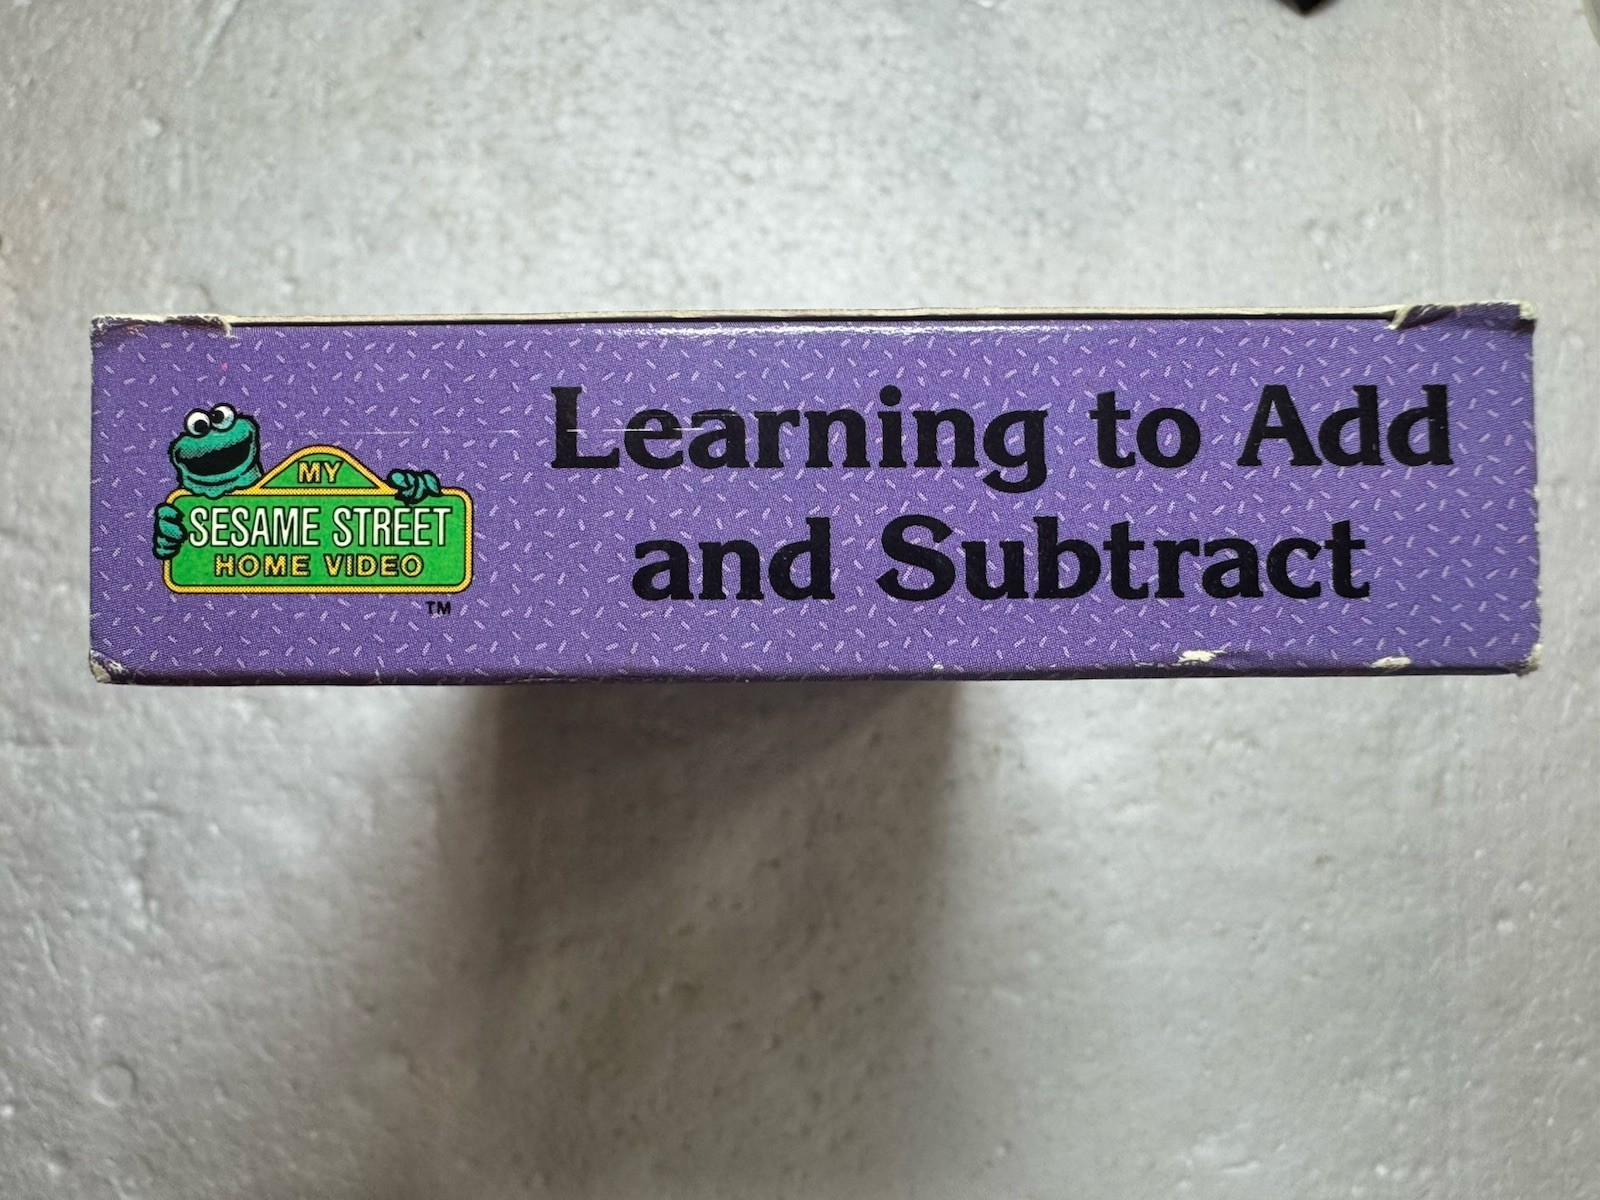 MY
SESAME STREET
HOME VIDEO
TM
Learning to Add
and Subtract